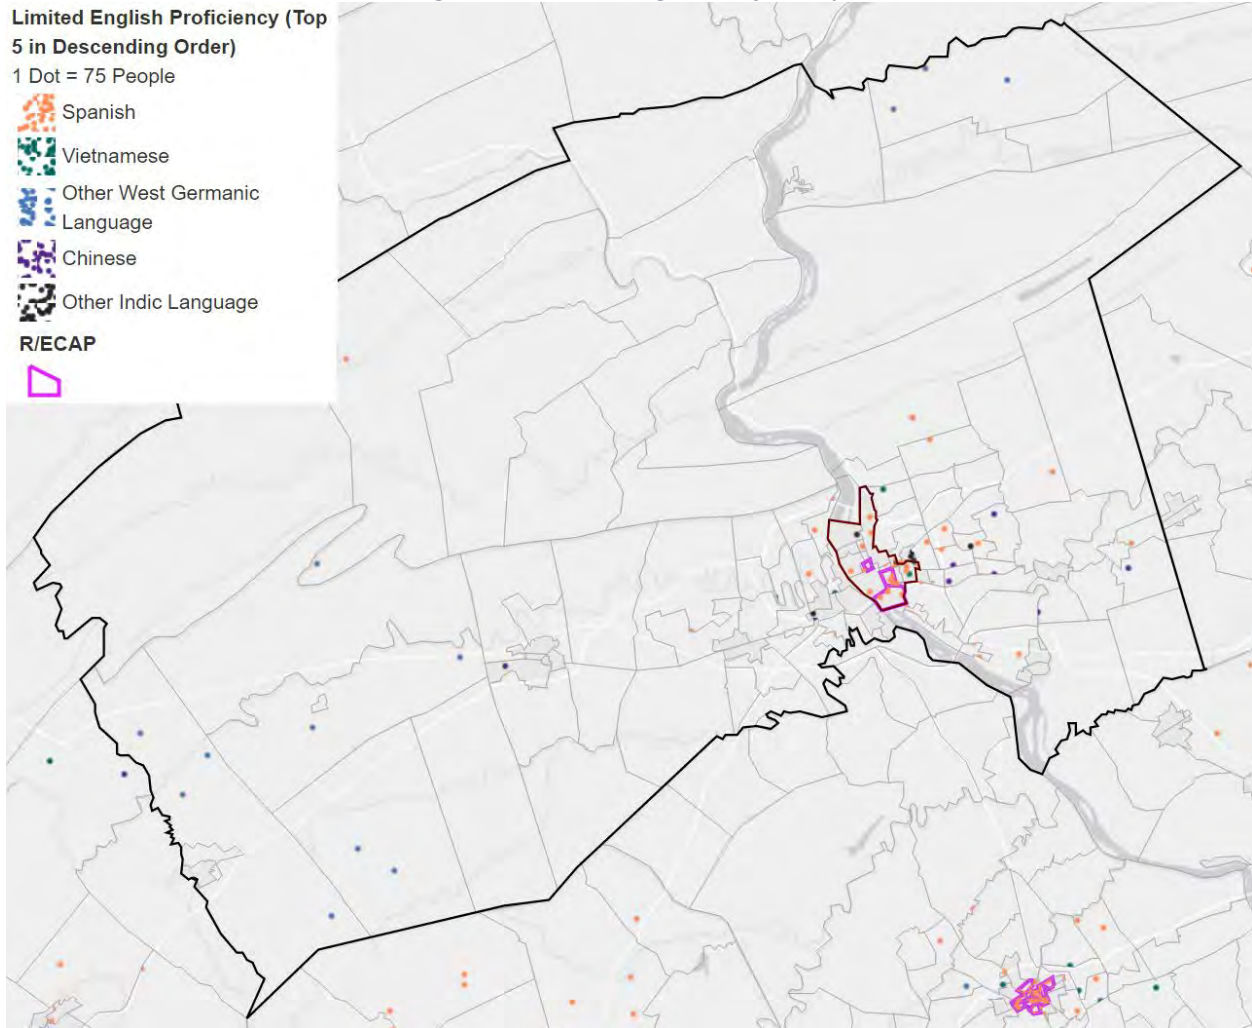 Limited English Proficiency (Top
5 in Descending Order)
1 Dot = 75 People
Spanish
Vietnamese
Other West Germanic
Language
Chinese
Other Indic Language
R/ECAP